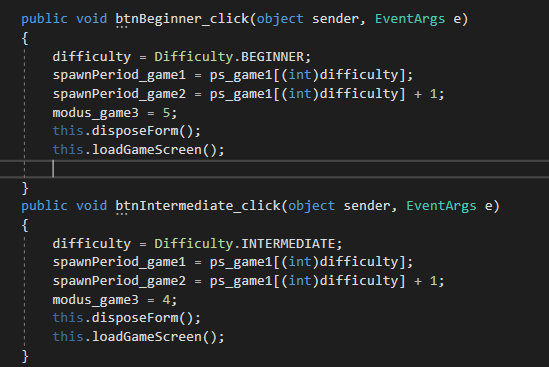 public void btnBeginner_click(object sender, EventArgs e)
{
difficulty = Difficulty.BEGINNER;
spawnPeriod_game1 = ps_game1[(int)difficulty];
spawnPeriod_game2 = ps_game1[(int)difficulty] + 1;
modus_game3 = 5;
this.disposeForm();
this.loadGameScreen();
}
public void btnIntermediate_click(object sender, EventArgs e)
{
difficulty = Difficulty.INTERMEDIATE;
spawnPeriod_game1 = ps_game1[(int)difficulty];
spawnPeriod_game2 = ps_game1[(int)difficulty] + 1;
modus_game3 = 4;
this.disposeForm();
this.loadGameScreen();
}